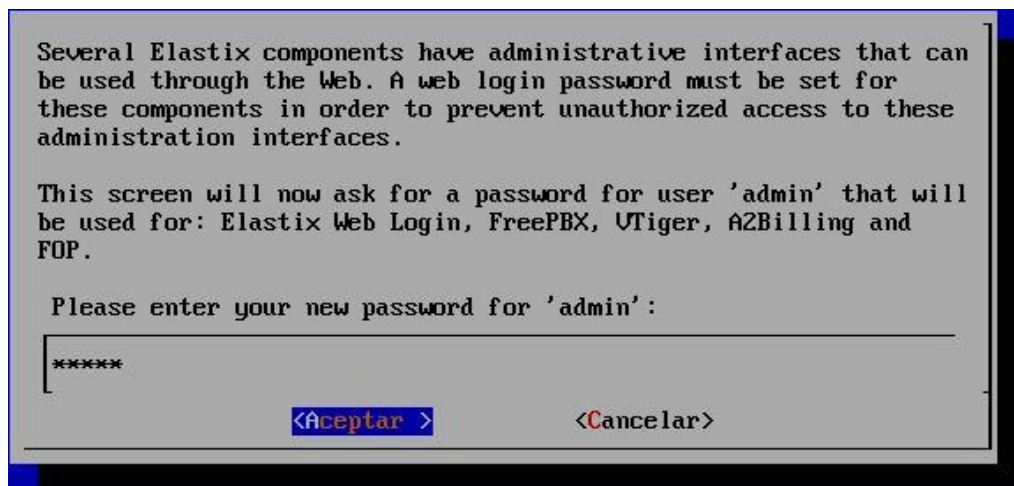 Several Elastix components have administrative interfaces that can
be used through the Web. A web login password must be set for
these components in order to prevent unauthorized access to these
administration interfaces.
This screen will now ask for a password for user 'admin' that will
be used for: Elastix Web Login, FreePBX, VTiger, A2Billing and
FOP.
Please enter your new password for 'admin':
*****
<Aceptar > <Cancelar>